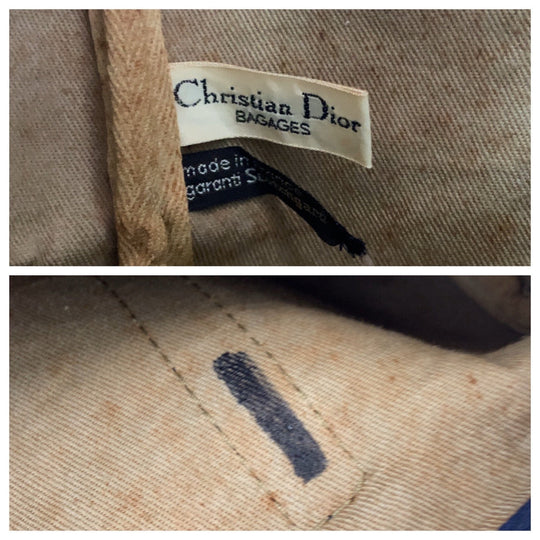 Christian Dior
BAGAGES
made in
garanti